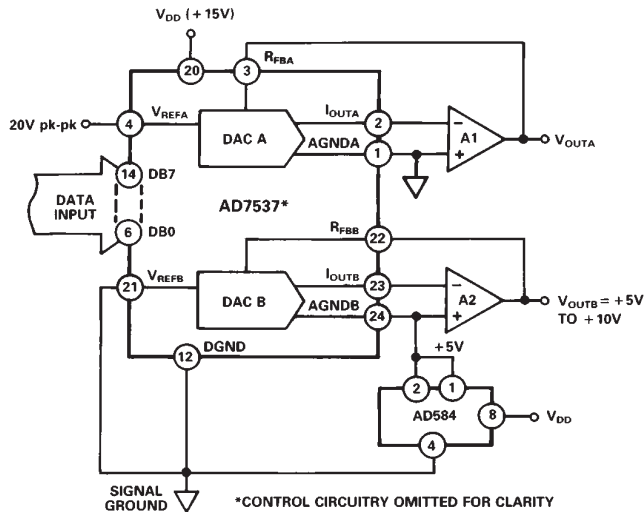 V_DD (+15V)
20
3
R_FBA
20V pk-pk
4
V_REFA
DAC A
I_OUTA
2
AGNDA
1
−
A1
+
V_OUTA
14
DB7
DATA
INPUT
AD7537*
6
DB0
R_FBB
22
21
V_REFB
DAC B
I_OUTB
23
AGNDB
24
−
A2
+
V_OUTB = +5V
TO +10V
12
DGND
+5V
2
1
AD584
8
V_DD
4
SIGNAL
GROUND
*CONTROL CIRCUITRY OMITTED FOR CLARITY